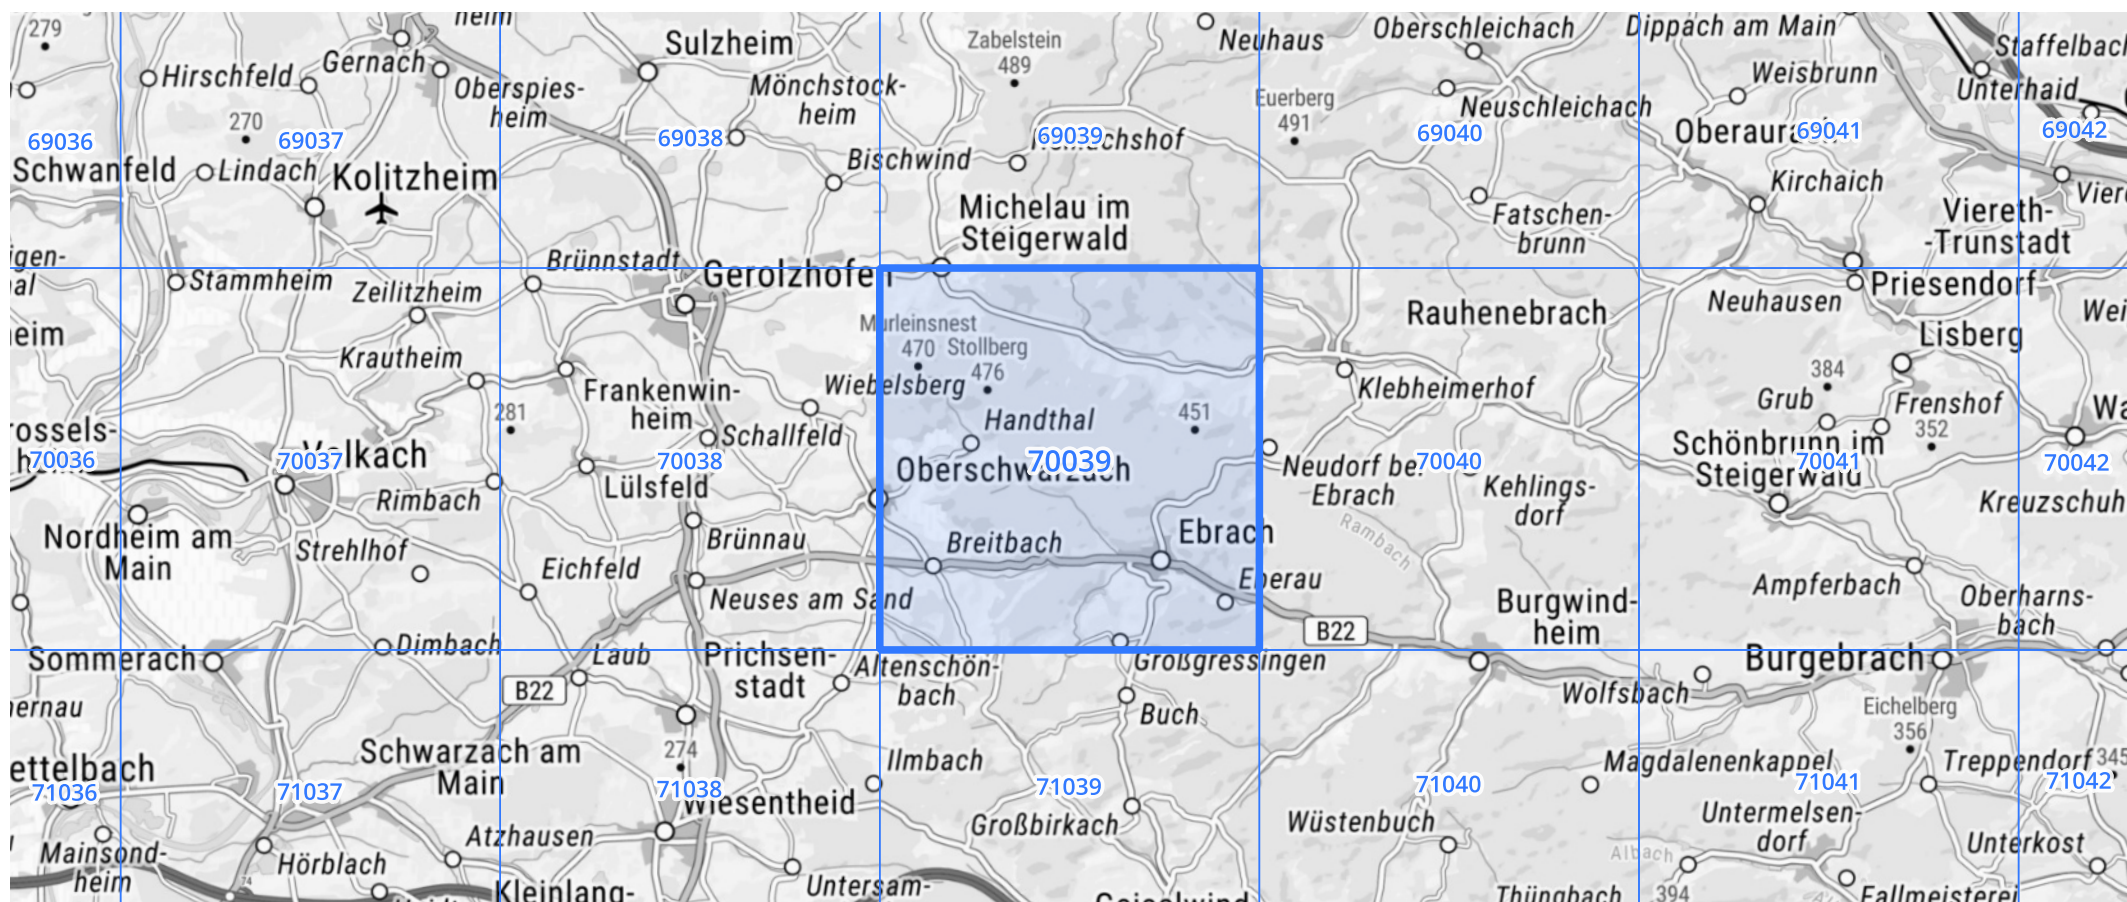 279
Hirschfeld
Gernach
heim
Oberspies-
heim
Sulzheim
Mönchstock-
heim
Zabelstein
489
Neuhaus
Oberschleichach
Euerberg
491
Neuschleichach
Dippach am Main
Weisbrunn
Staffelbach
Unterhaid
69036
Schwanfeld
270
69037
Lindach
Kolitzheim
69038
Bischwind
69039
69040
69041
69042
Kirchaich
Michelau im
Steigerwald
Fatschen-
brunn
Viereth-
-Trunstadt
Stammheim
Zeilitzheim
Brünnstadt
Gerolzhofen
Rauhenebrach
Neuhausen
Priesendorf
Lisberg
Murleinsnest
470
Stollberg
476
Krautheim
Frankenwin-
heim
Wiebelsberg
Klebheimerhof
384
Grub
Frenshof
352
281
Schallfeld
Handthal
451
Schönbrunn im
Steigerwald
70036
70037
Volkach
70038
70039
Oberschwarzach
70040
70041
70042
Rimbach
Lülsfeld
Neudorf bei
Ebrach
Kehlings-
dorf
Kreuzschuh
Nordheim am
Main
Strehlhof
Brünnau
Breitbach
Ebrach
Rambach
Eichfeld
Neuses am Sand
Eberau
Burgwind-
heim
Ampferbach
Oberharns-
bach
B22
Dimbach
Sommerach
Laub
Prichsen-
stadt
Altenschön-
bach
Großgressingen
Burgebrach
B22
Wolfsbach
Buch
Eichelberg
356
Schwarzach am
Main
274
Ilmbach
Magdalenenkappel
Treppendorf
345
71036
71037
71038
Wiesentheid
71039
71040
71041
71042
Mainsond-
heim
Hörblach
Atzhausen
Großbirkach
Wüstenbuch
Untermelsen-
dorf
Unterkost
Albach
74
Kleinlang-
Untersam-
Geiselwind
Thüngbach
394
Fallmeisterei